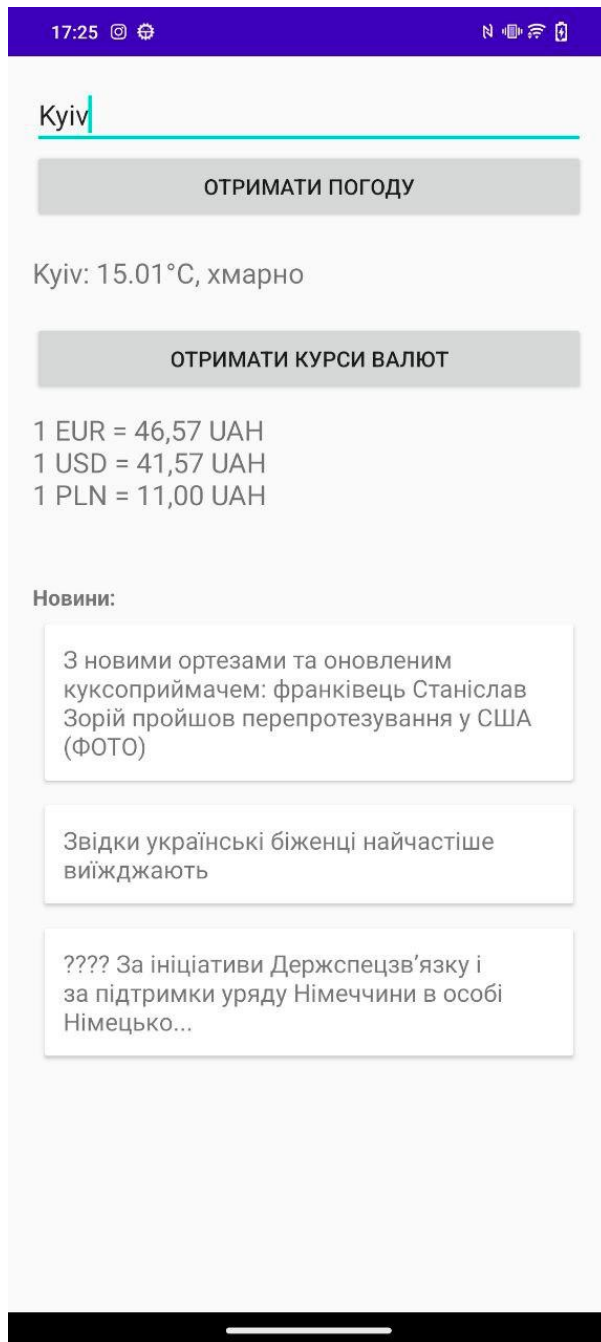 17:25
Kyiv
ОТРИМАТИ ПОГОДУ
Kyiv: 15.01°C, хмарно
ОТРИМАТИ КУРСИ ВАЛЮТ
1 EUR = 46,57 UAH
1 USD = 41,57 UAH
1 PLN = 11,00 UAH
Новини:
З новими ортезами та оновленим
куксоприймачем: франківець Станіслав
Зорій пройшов перепротезування у США
(ФОТО)
Звідки українські біженці найчастіше
виїжджають
???? За ініціативи Держспецзв’язку і
за підтримки уряду Німеччини в особі
Німецько...